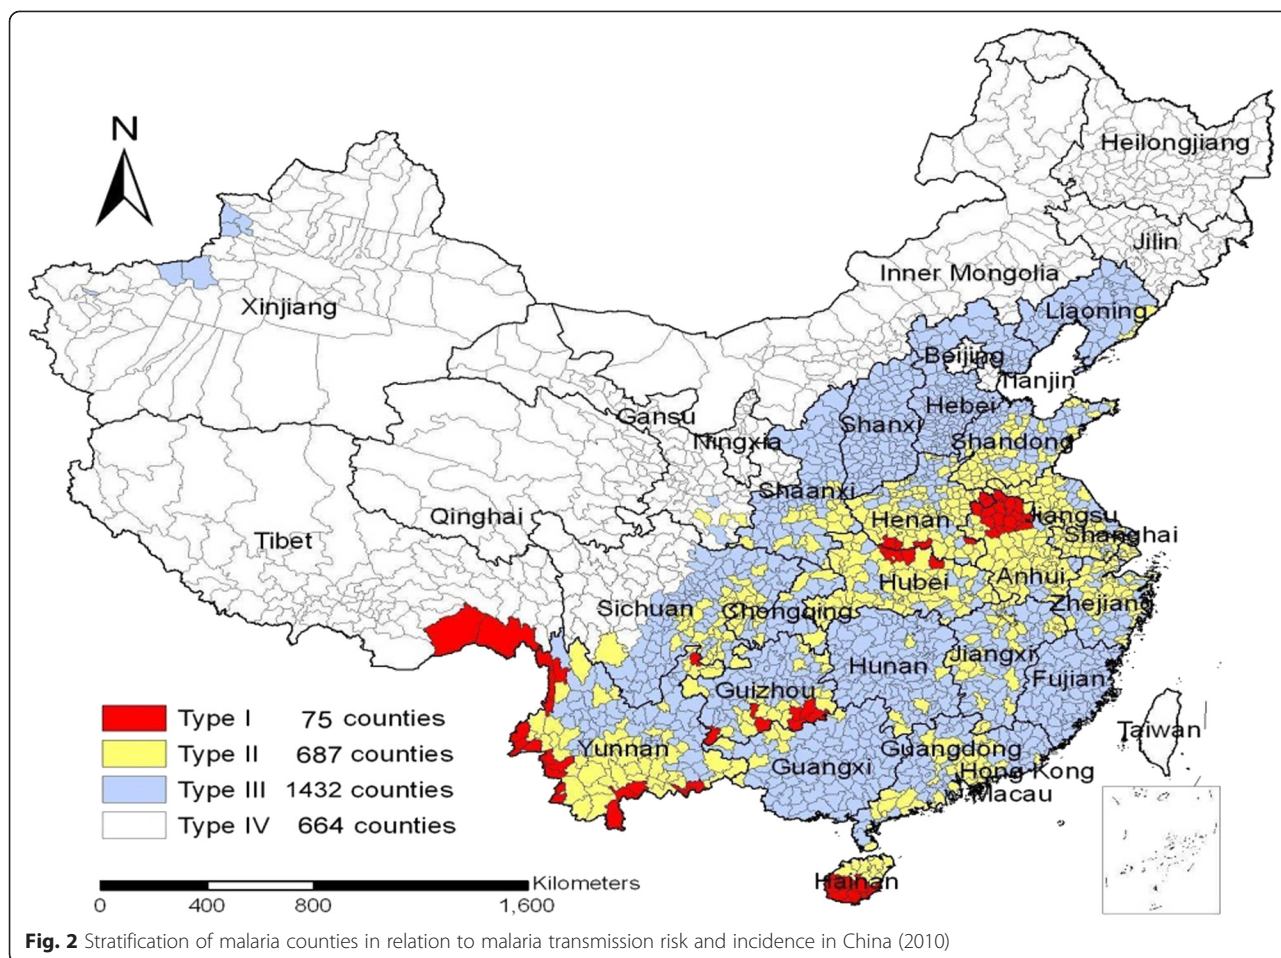 N
Heilongjiang
Jilin
Inner Mongolia
Xinjiang
Liaoning
Beijing
Tianjin
Gansu
Hebei
Shanxi
Ningxia
Shandong
Shaanxi
Qinghai
Henan
Jiangsu
Tibet
Shanghai
Anhui
Hubei
Sichuan
Chongqing
Zhejiang
Hunan
Jiangxi
Fujian
Guizhou
Taiwan
Yunnan
Guangdong
Guangxi
Hong Kong
Macau
Hainan
Type I 75 counties
Type II 687 counties
Type III 1432 counties
Type IV 664 counties
Kilometers
0 400 800 1,600
Fig. 2 Stratification of malaria counties in relation to malaria transmission risk and incidence in China (2010)